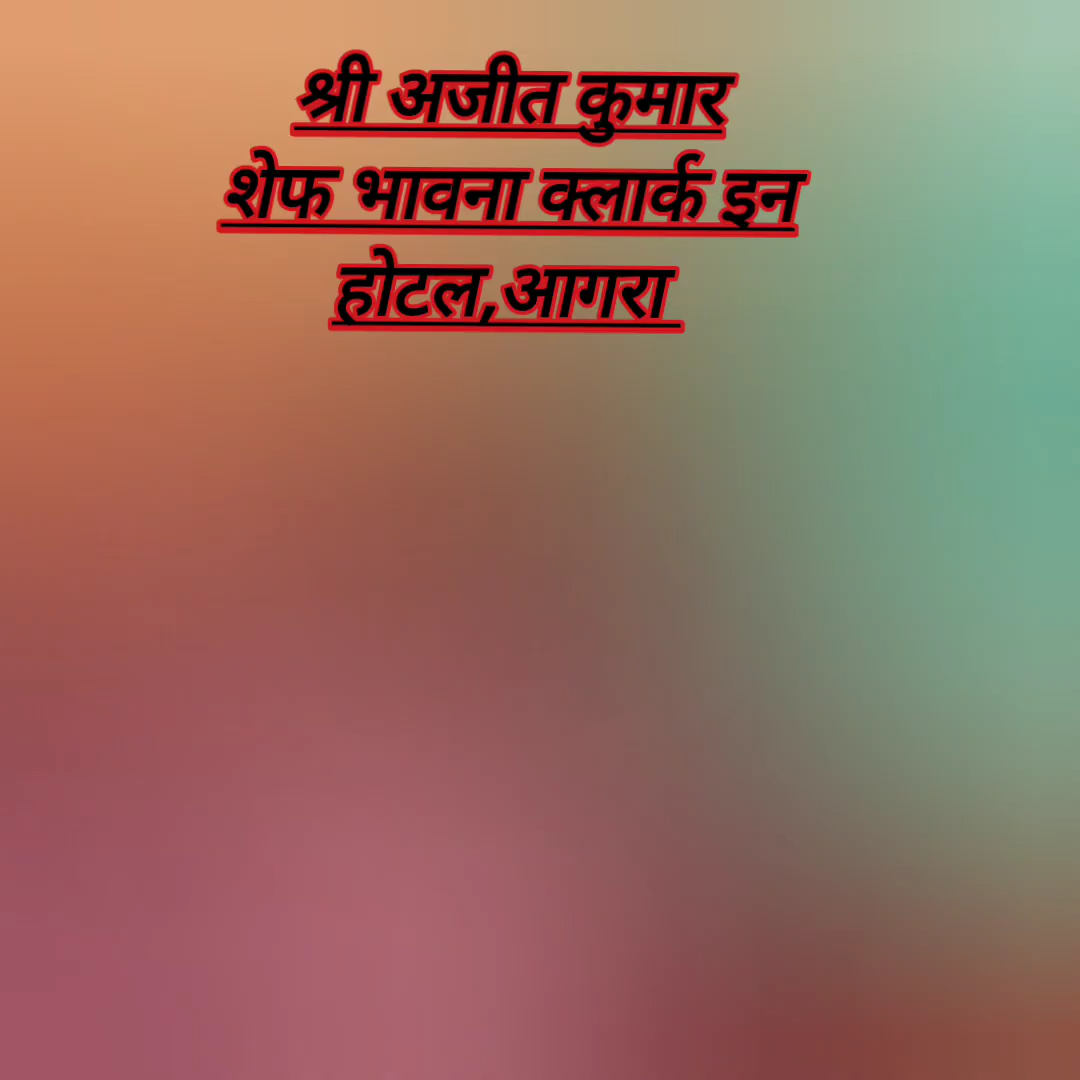 श्री अजीत कुमार
शेफ भावना क्लार्क इन
होटल,आगरा